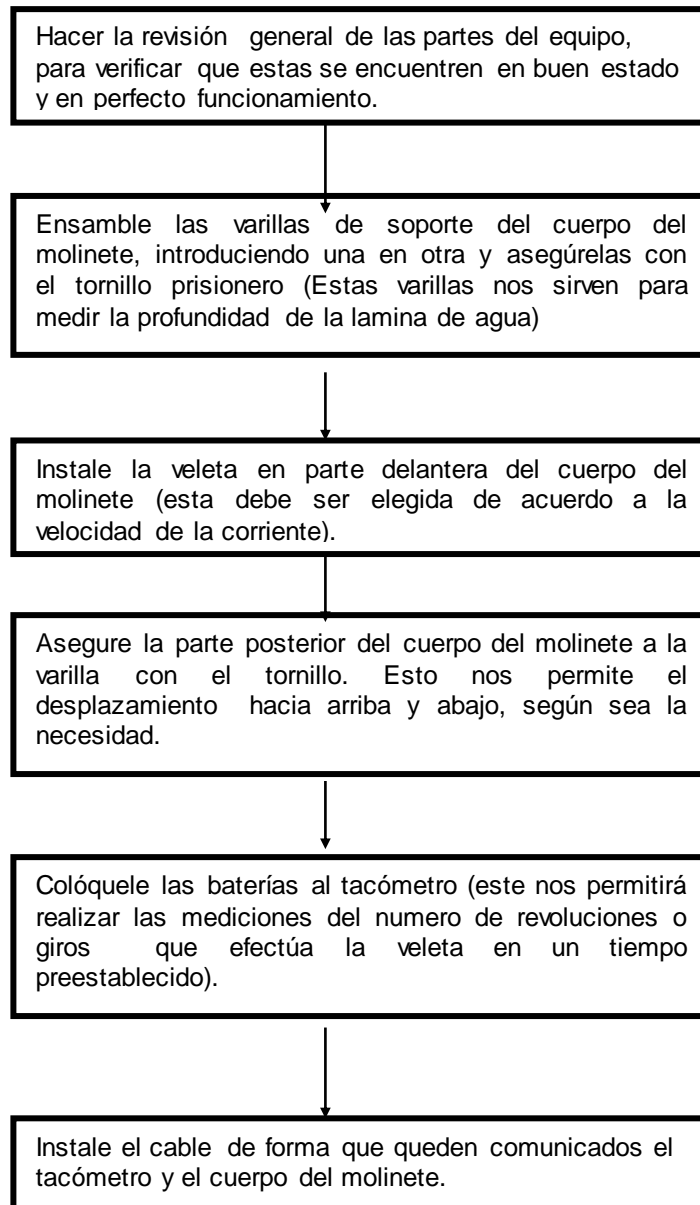 Hacer la revisión general de las partes del equipo,
para verificar que estas se encuentren en buen estado
y en perfecto funcionamiento.
Ensamble las varillas de soporte del cuerpo del
molinete, introduciendo una en otra y asegúrelas con
el tornillo prisionero (Estas varillas nos sirven para
medir la profundidad de la lamina de agua)
Instale la veleta en parte delantera del cuerpo del
molinete (esta debe ser elegida de acuerdo a la
velocidad de la corriente).
Asegure la parte posterior del cuerpo del molinete a la
varilla con el tornillo. Esto nos permite el
desplazamiento hacia arriba y abajo, según sea la
necesidad.
Colóquele las baterías al tacómetro (este nos permitirá
realizar las mediciones del numero de revoluciones o
giros que efectúa la veleta en un tiempo
preestablecido).
Instale el cable de forma que queden comunicados el
tacómetro y el cuerpo del molinete.